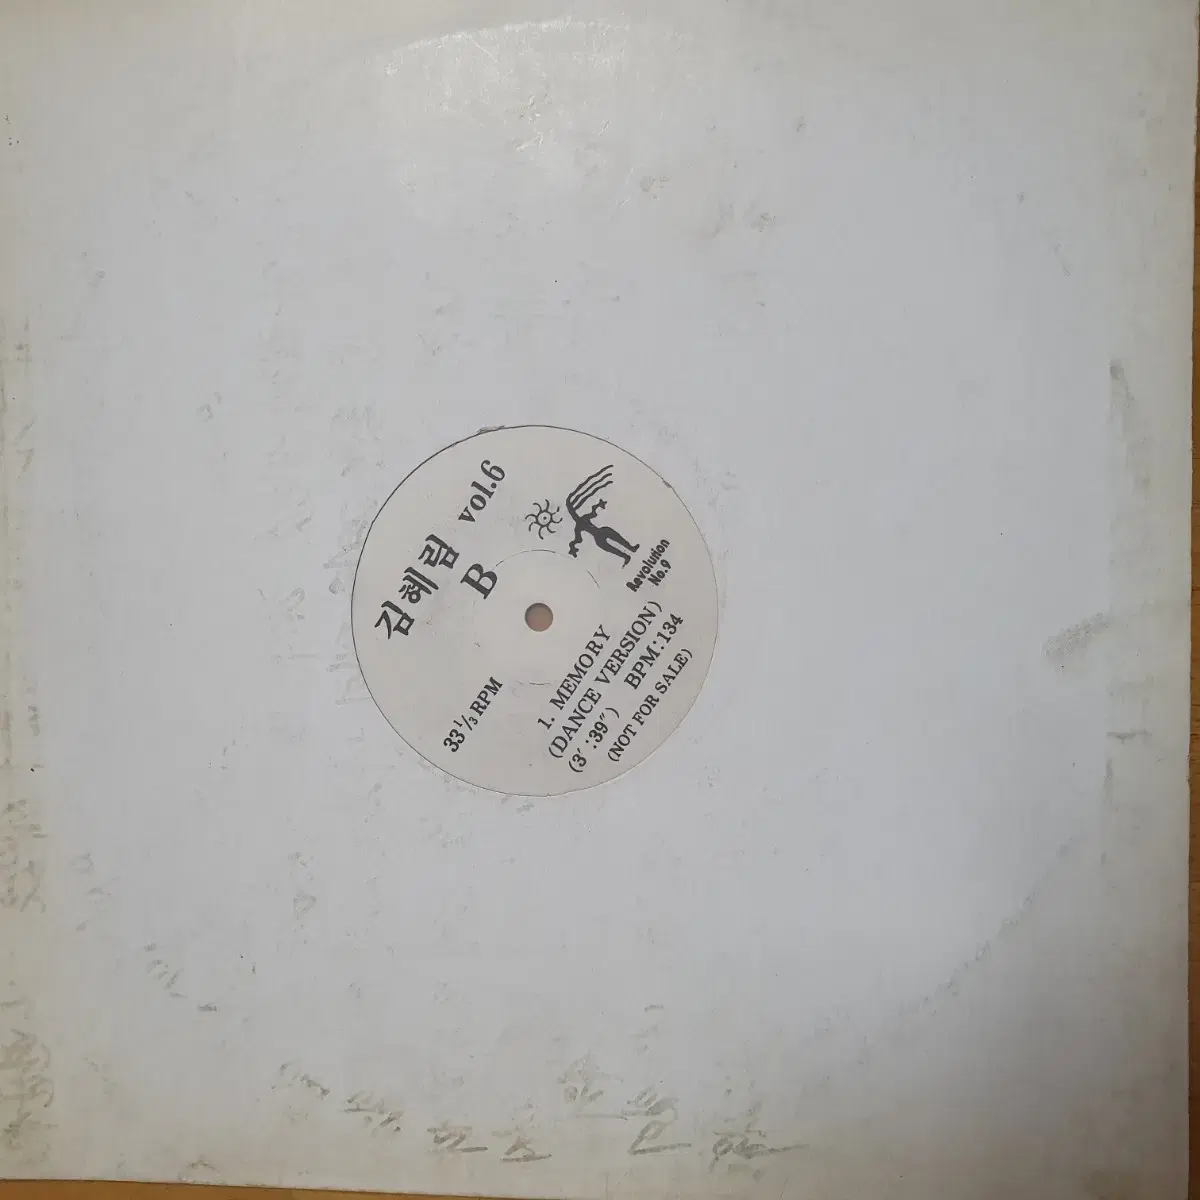 김혜림 vol.6
B
Revolution
No.9
33⅓ RPM
1. MEMORY
(DANCE VERSION)
(3′:39″) BPM:134
(NOT FOR SALE)